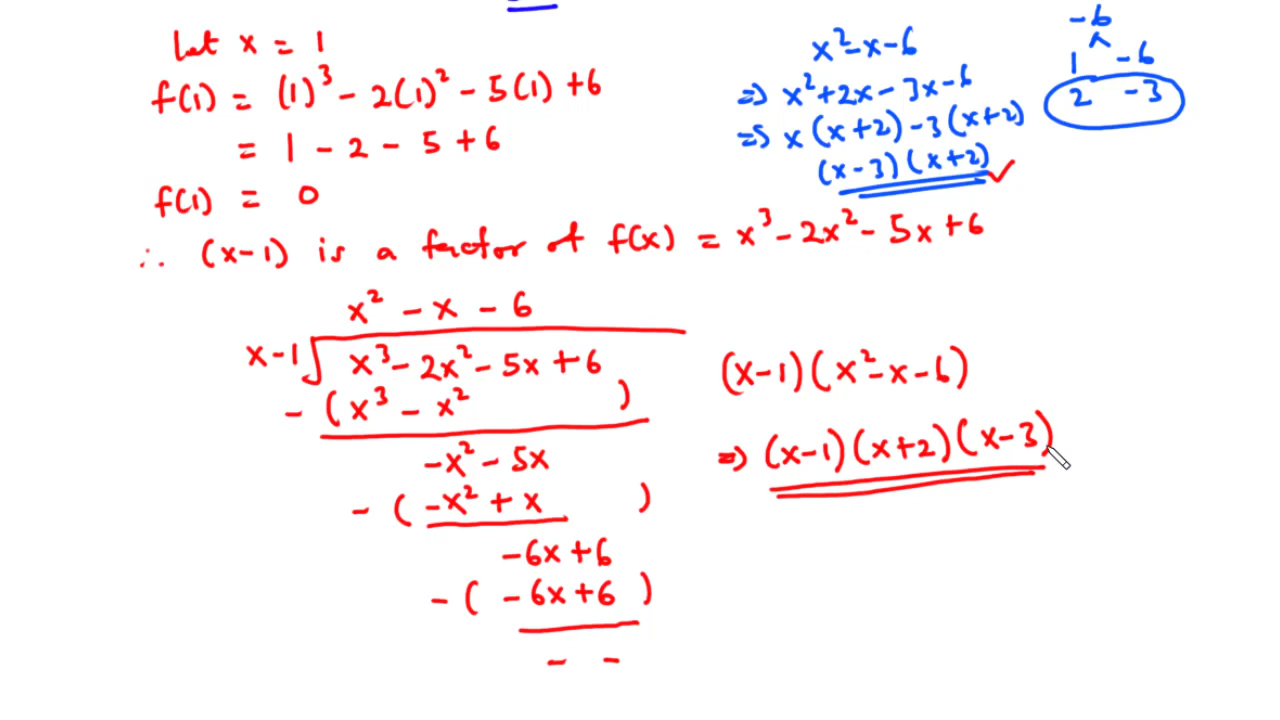 Let x = 1
f(1) = (1)³ - 2(1)² - 5(1) + 6
= 1 - 2 - 5 + 6
f(1) = 0
x² - x - 6
⇒ x² + 2x - 3x - 6
⇒ x(x+2) - 3(x+2)
(x-3)(x+2) ✓
-6
^
1 -6
2 -3
∴ (x-1) is a factor of f(x) = x³ - 2x² - 5x + 6
x² - x - 6
x-1 ) x³ - 2x² - 5x + 6
- ( x³ - x² )
-x² - 5x
- ( -x² + x )
-6x + 6
- ( -6x + 6 )
- -
(x-1)(x² - x - 6)
⇒ (x-1)(x+2)(x-3)